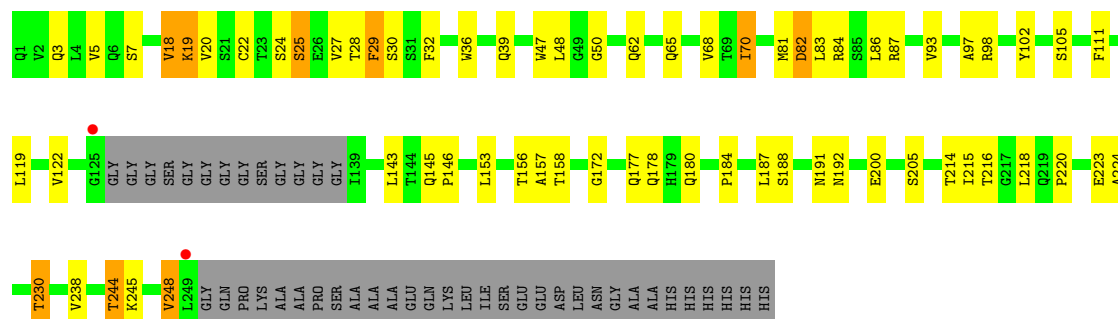 Q1 V2 Q3 L4 V5 Q6 S7 V18 K19 V20 S21 C22 T23 S24 S25 E26 V27 T28 F29 S30 S31 F32 W36 Q39 W47 L48 G49 G50 Q62 Q65 V68 T69 I70 M81 D82 L83 R84 S85 L86 R87 V93 A97 R98 Y102 S105 F111
L119 V122 G125 GLY GLY GLY SER GLY GLY GLY GLY SER GLY GLY GLY GLY I139 L143 T144 Q145 P146 L153 T156 A157 T158 G172 Q177 Q178 H179 Q180 P184 L187 S188 N191 N192 E200 S205 T214 I215 T216 G217 L218 Q219 P220 E223 A224
T230 V238 T244 K245 V248 L249 GLY GLN PRO LYS ALA ALA PRO SER ALA ALA ALA GLU GLN LYS LEU ILE SER GLU GLU ASP LEU ASN GLY ALA ALA HIS HIS HIS HIS HIS HIS